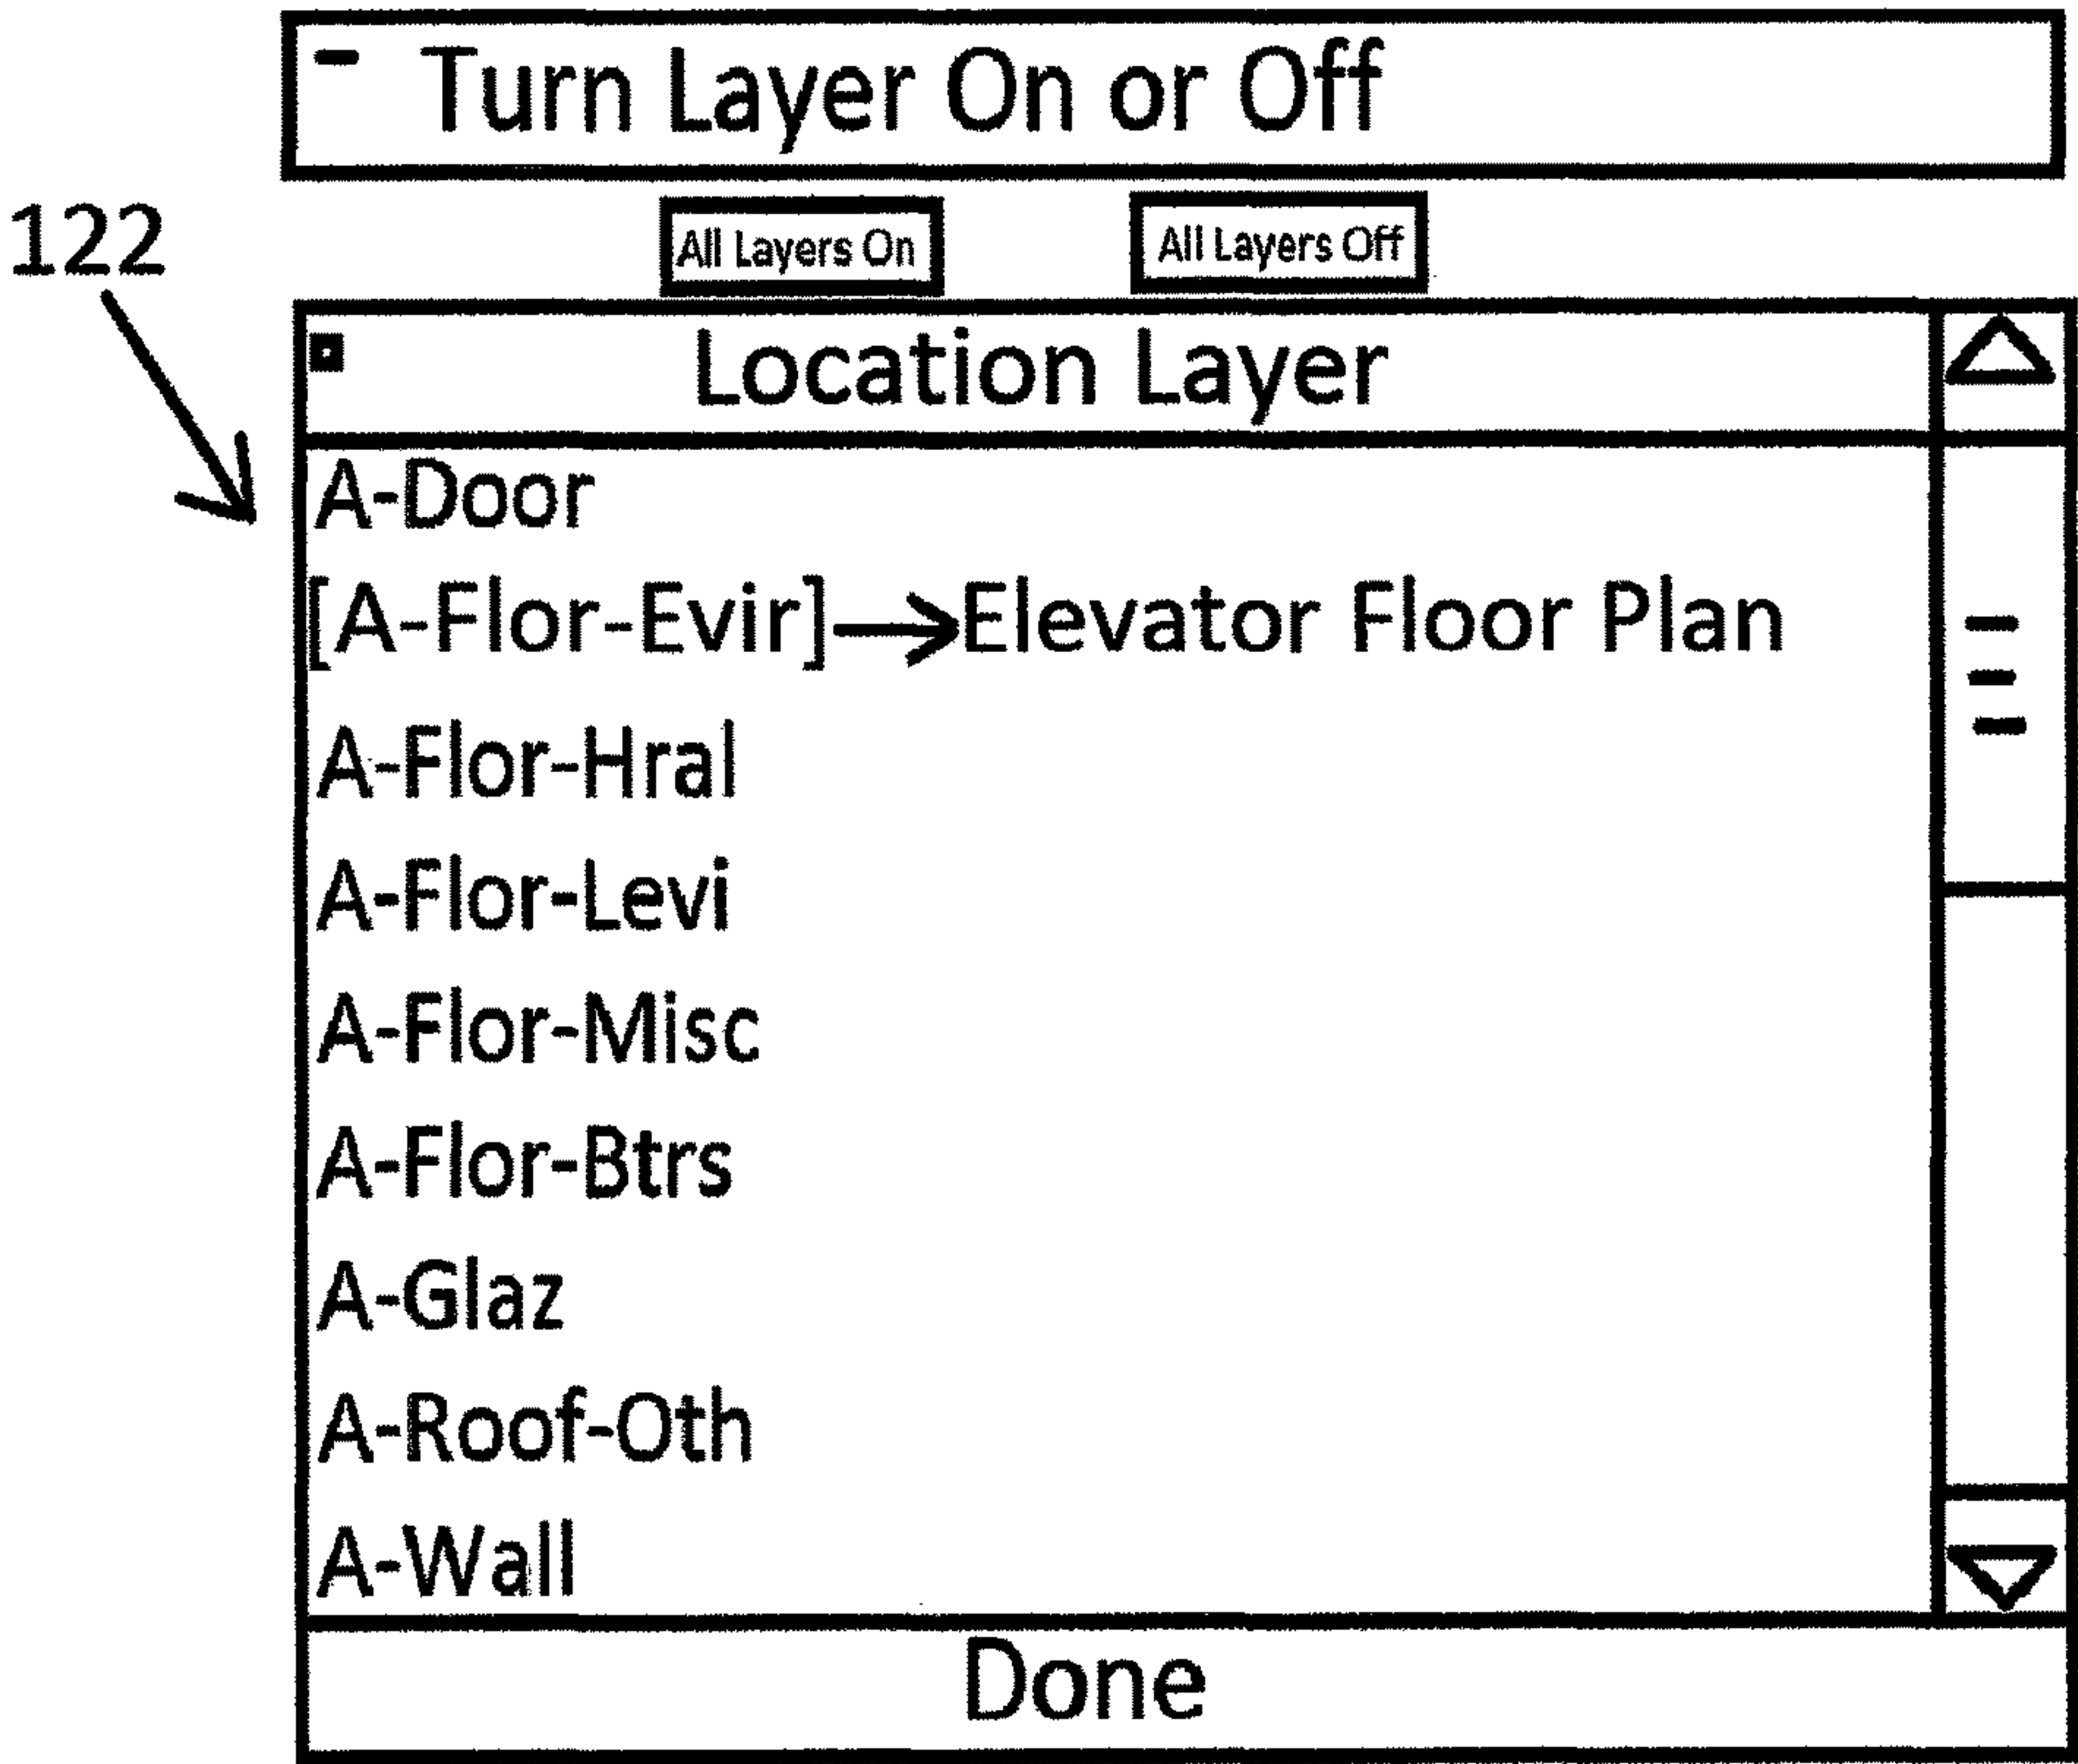 - Turn Layer On or Off
122
All Layers On All Layers Off
Location Layer
A-Door
[A-Flor-Evir]→Elevator Floor Plan
A-Flor-Hral
A-Flor-Levi
A-Flor-Misc
A-Flor-Btrs
A-Glaz
A-Roof-Oth
A-Wall
Done